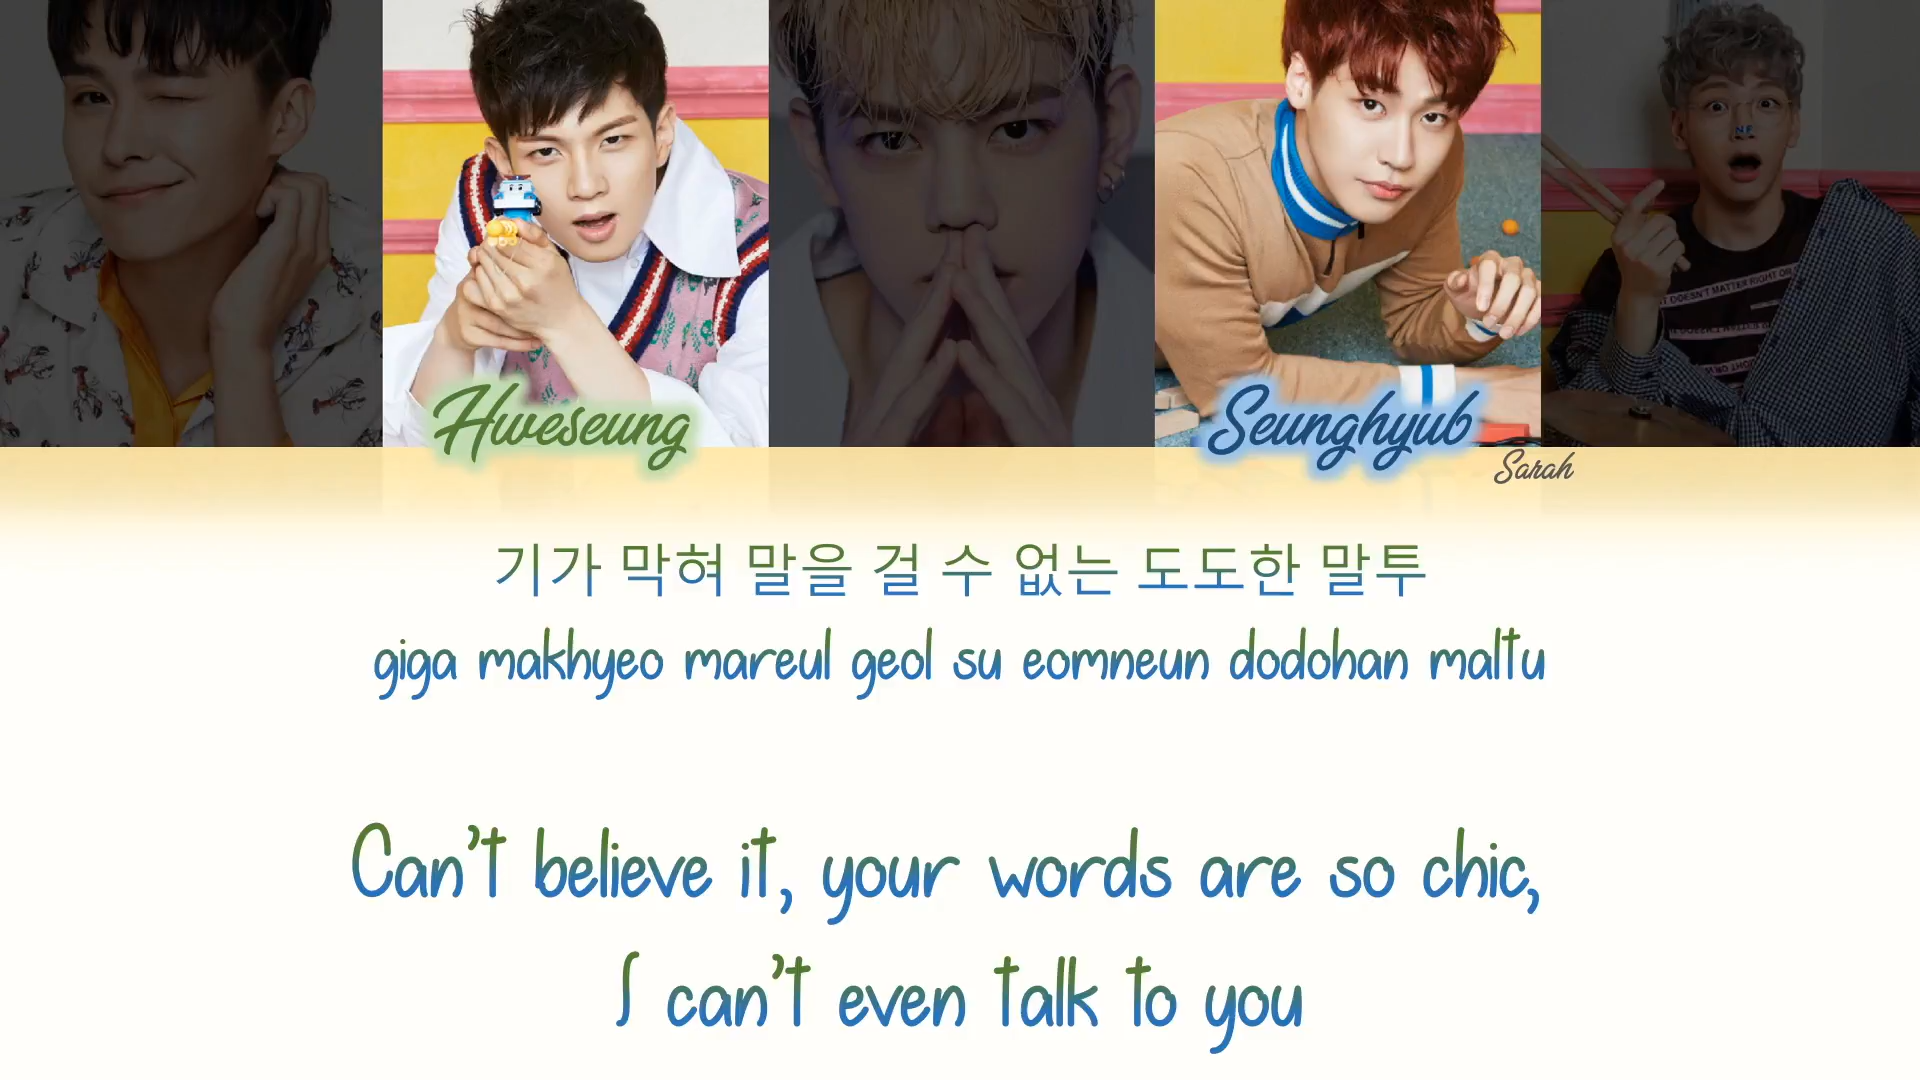 Hweseung
Seunghyub
Sarah
기가 막혀 말을 걸 수 없는 도도한 말투
giga makhyeo mareul geol su eomneun dodohan maltu
Can't believe it, your words are so chic,
I can't even talk to you